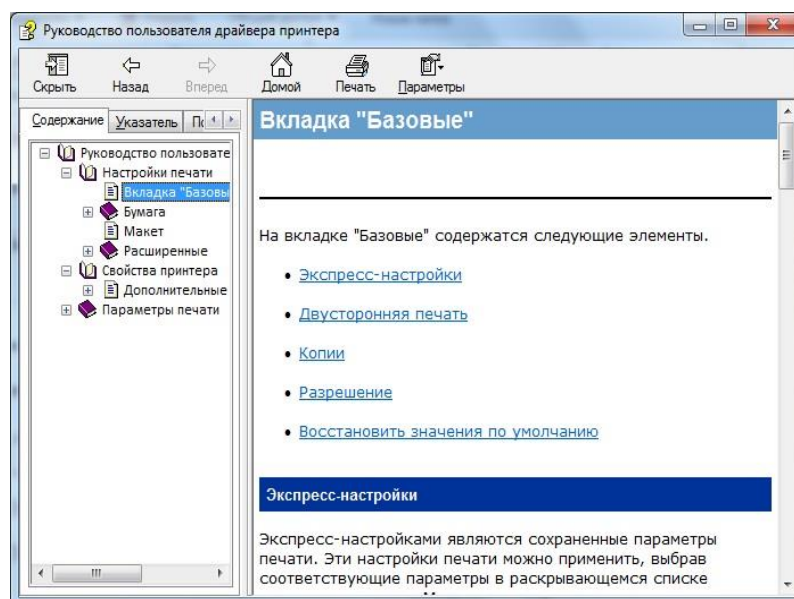 Руководство пользователя драйвера принтера
Скрыть Назад Вперед Домой Печать Параметры
Содержание Указатель
Руководство пользовате
Настройки печати
Вкладка "Базовы
Бумага
Макет
Расширенные
Свойства принтера
Дополнительные
Параметры печати
Вкладка "Базовые"
На вкладке "Базовые" содержатся следующие элементы.
• Экспресс-настройки
• Двусторонняя печать
• Копии
• Разрешение
• Восстановить значения по умолчанию
Экспресс-настройки
Экспресс-настройками являются сохраненные параметры
печати. Эти настройки печати можно применить, выбрав
соответствующие параметры в раскрывающемся списке